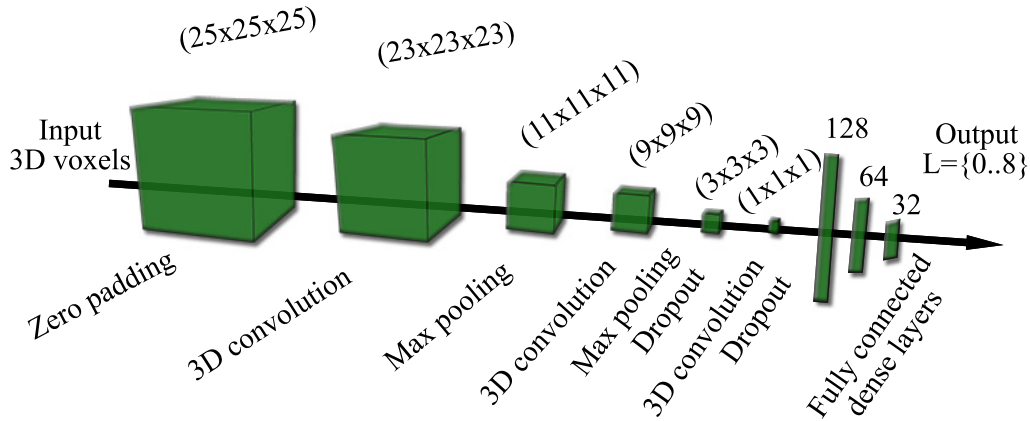 (25x25x25)
(23x23x23)
(11x11x11)
(9x9x9)
(3x3x3)
(1x1x1)
128
64
32
Input
3D voxels
Output
L={0..8}
Zero padding
3D convolution
Max pooling
3D convolution
Max pooling
Dropout
3D convolution
Dropout
Fully connected
dense layers